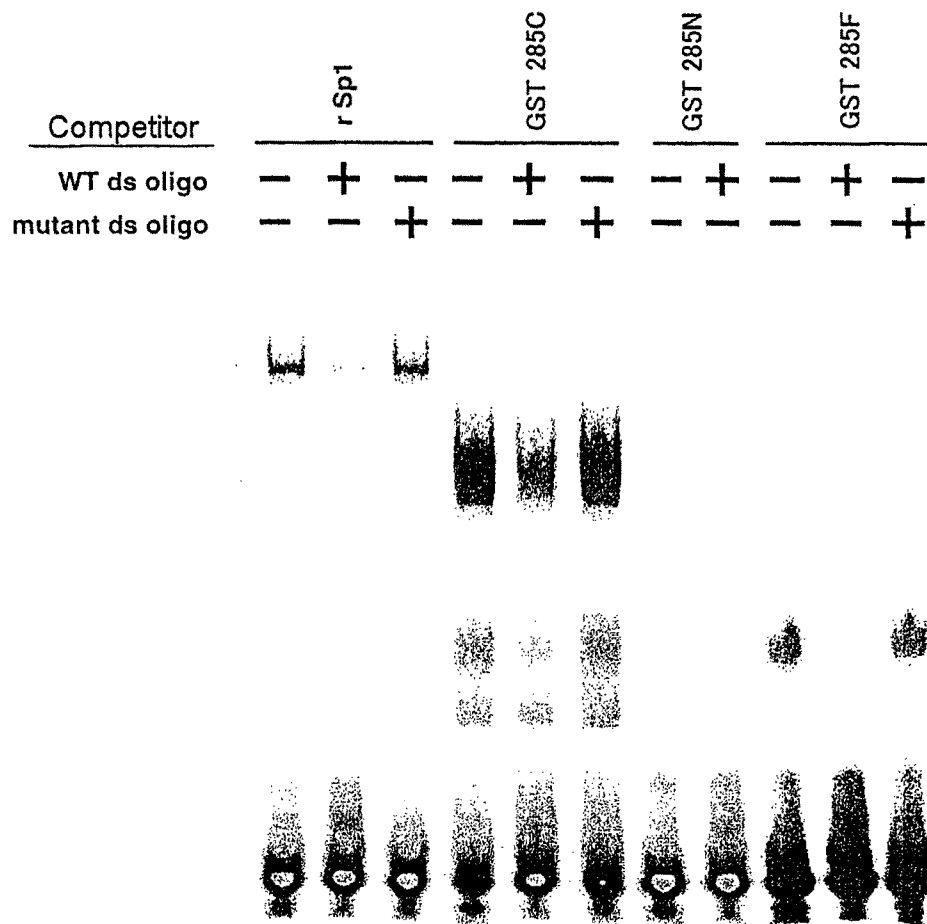 r Sp1 GST 285C GST 285N GST 285F
Competitor
WT ds oligo − + − − + − − + − + −
mutant ds oligo − − + − − + − − − − +